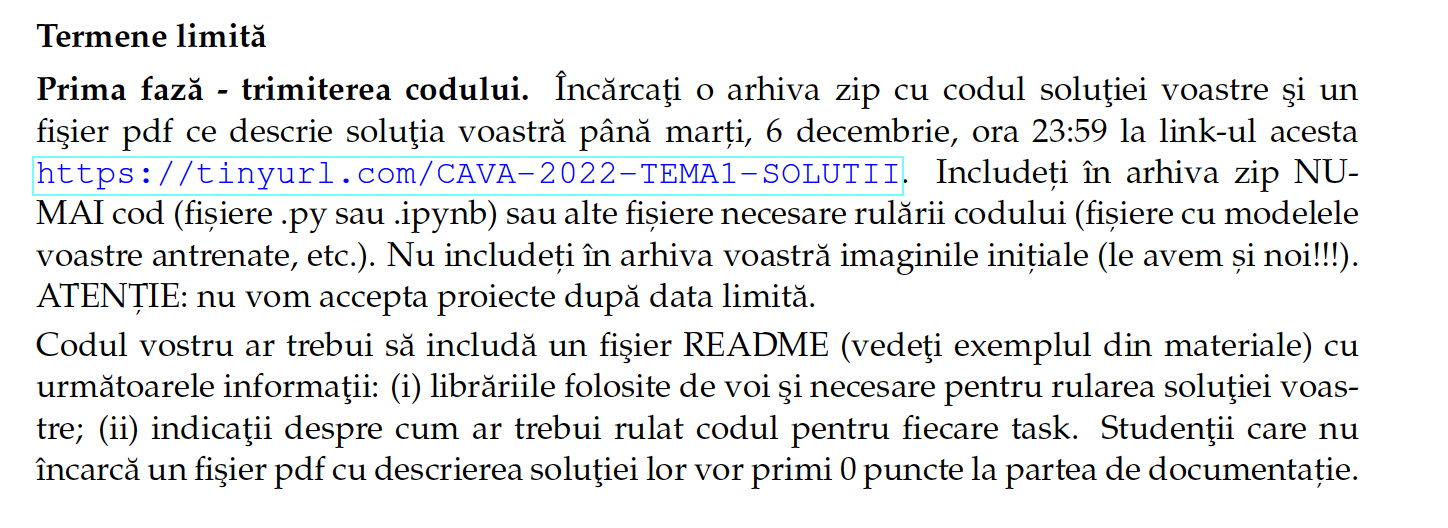 Termene limită
Prima fază - trimiterea codului. Încărcaţi o arhiva zip cu codul soluţiei voastre şi un
fişier pdf ce descrie soluţia voastră până marți, 6 decembrie, ora 23:59 la link-ul acesta
https://tinyurl.com/CAVA-2022-TEMA1-SOLUTII. Includeți în arhiva zip NU-
MAI cod (fișiere .py sau .ipynb) sau alte fișiere necesare rulării codului (fișiere cu modelele
voastre antrenate, etc.). Nu includeți în arhiva voastră imaginile inițiale (le avem și noi!!!).
ATENȚIE: nu vom accepta proiecte după data limită.
Codul vostru ar trebui să includă un fişier README (vedeţi exemplul din materiale) cu
următoarele informaţii: (i) librăriile folosite de voi şi necesare pentru rularea soluţiei voas-
tre; (ii) indicaţii despre cum ar trebui rulat codul pentru fiecare task. Studenţii care nu
încarcă un fişier pdf cu descrierea soluţiei lor vor primi 0 puncte la partea de documentație.